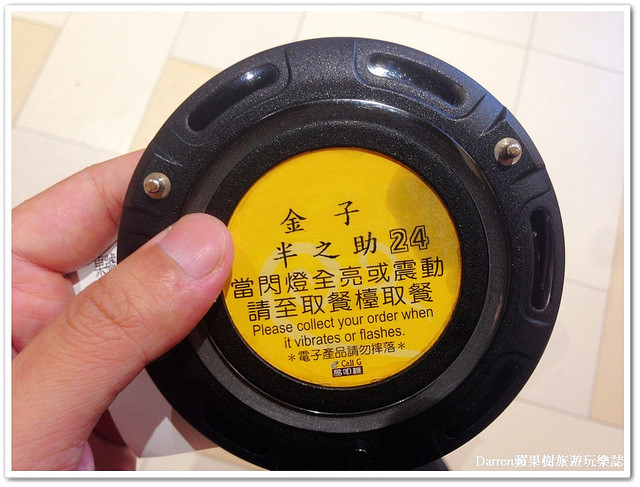 金子
半之助 24
當閃燈全亮或震動
請至取餐檯取餐
Please collect your order when
it vibrates or flashes.
＊電子產品請勿摔落＊
Call G
Darren蘋果樹旅遊玩樂誌